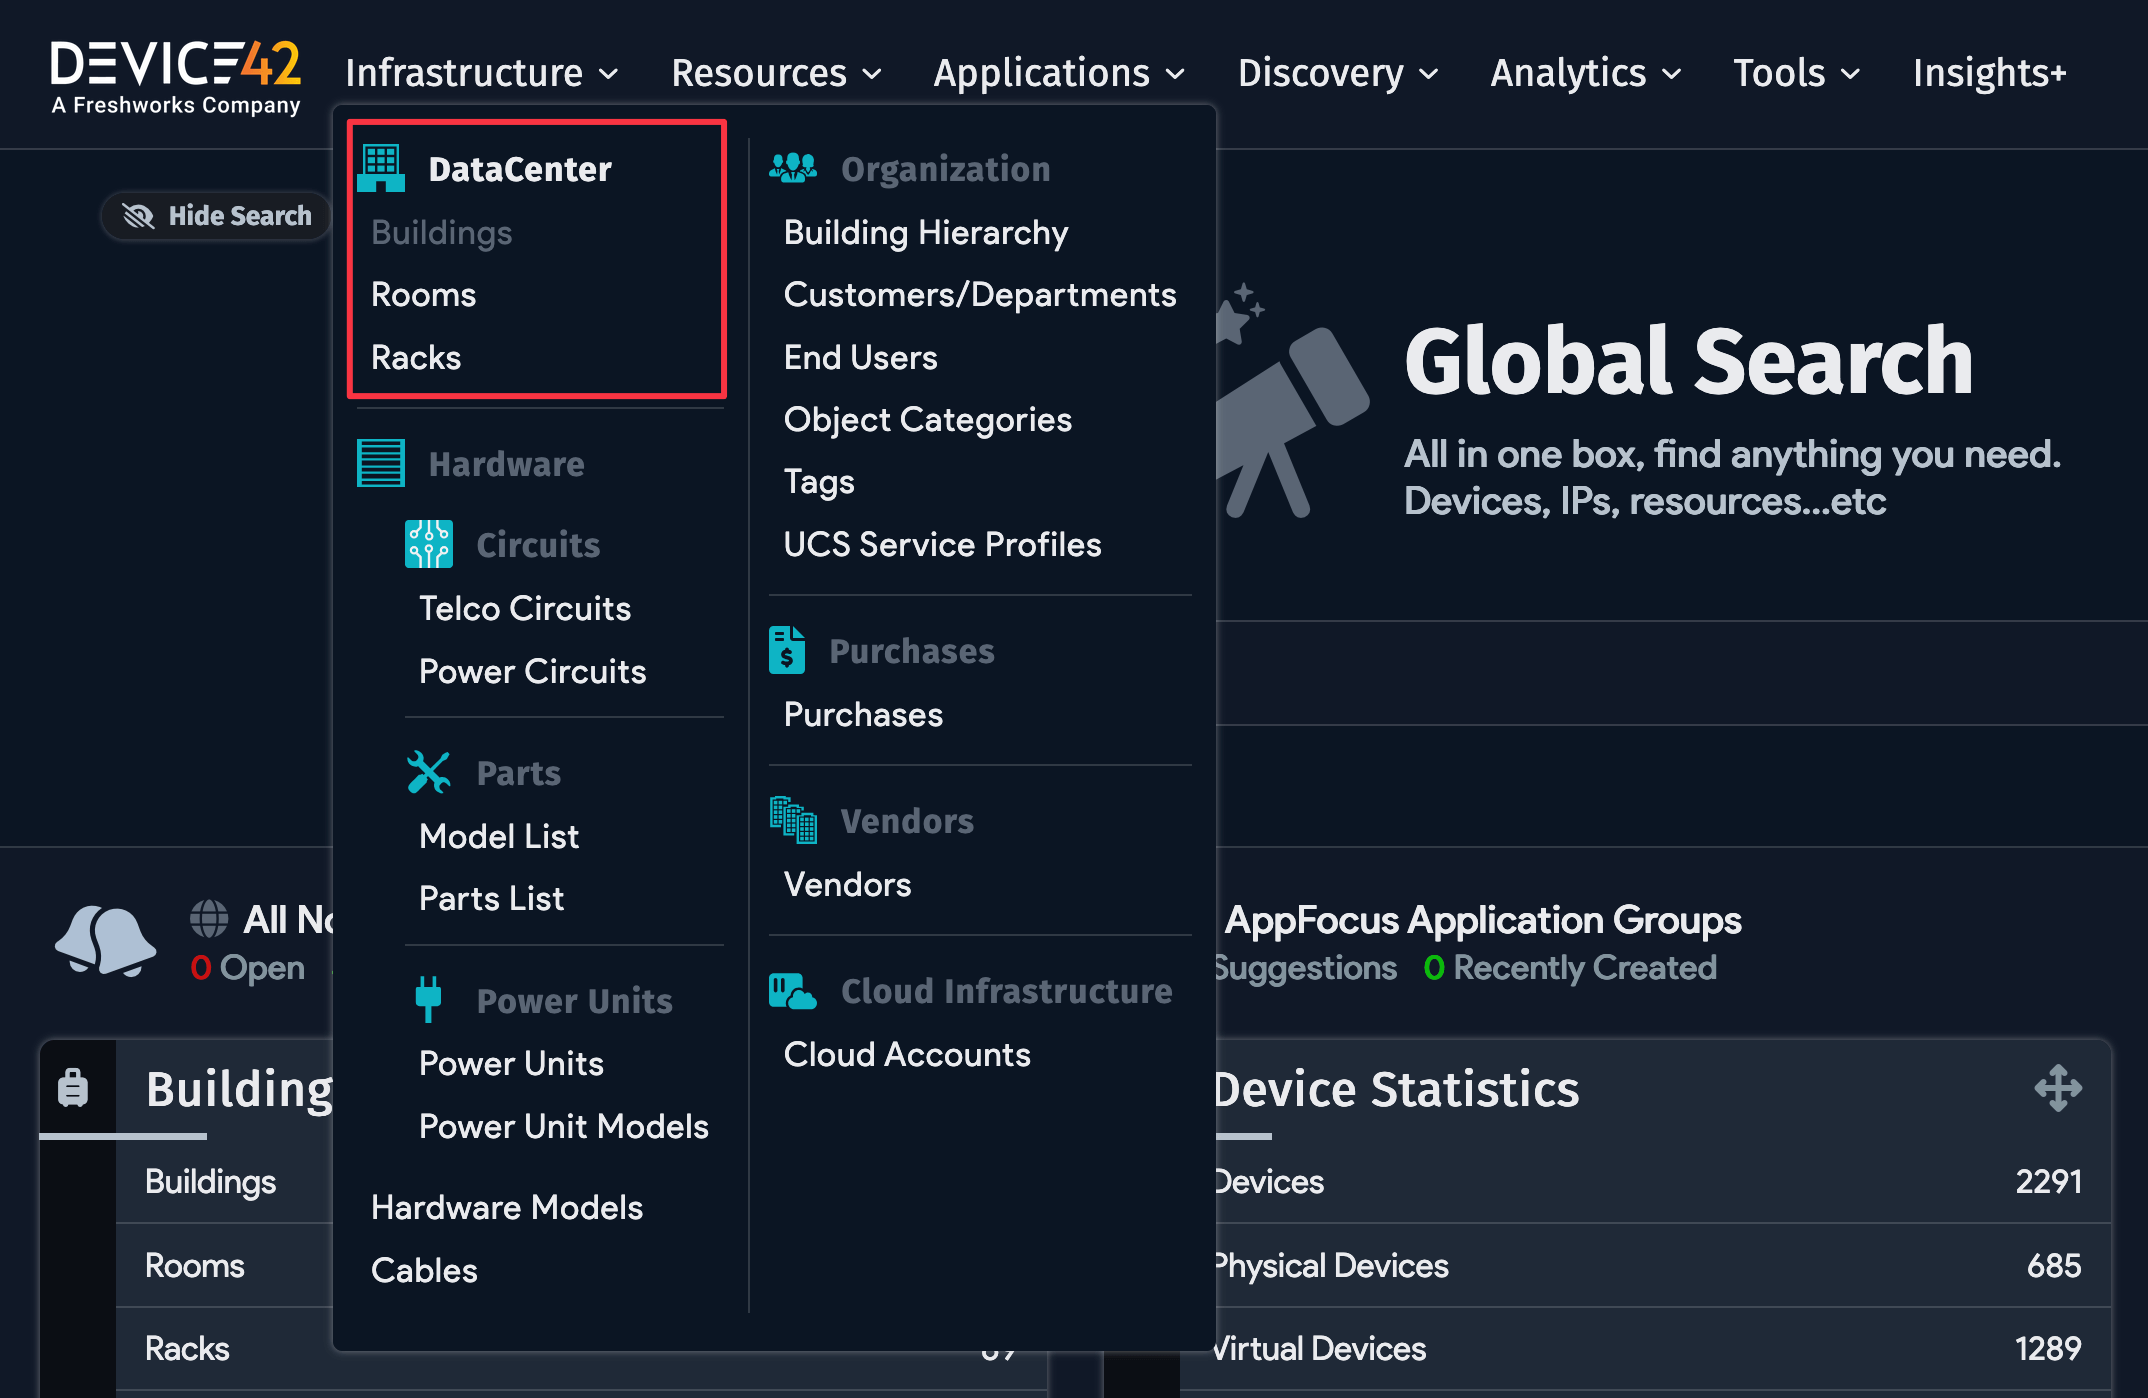 DEVICE42
A Freshworks Company
Infrastructure
Resources
Applications
Discovery
Analytics
Tools
Insights+
Hide Search
DataCenter
Buildings
Rooms
Racks
Hardware
Circuits
Telco Circuits
Power Circuits
Parts
Model List
Parts List
Power Units
Power Units
Power Unit Models
Hardware Models
Cables
Organization
Building Hierarchy
Customers/Departments
End Users
Object Categories
Tags
UCS Service Profiles
Purchases
Purchases
Vendors
Vendors
Cloud Infrastructure
Cloud Accounts
Global Search
All in one box, find anything you need.
Devices, IPs, resources...etc
All
0 Open
AppFocus Application Groups
Suggestions 0 Recently Created
Building
Buildings
Rooms
Racks
Device Statistics
Devices 2291
Physical Devices 685
Virtual Devices 1289